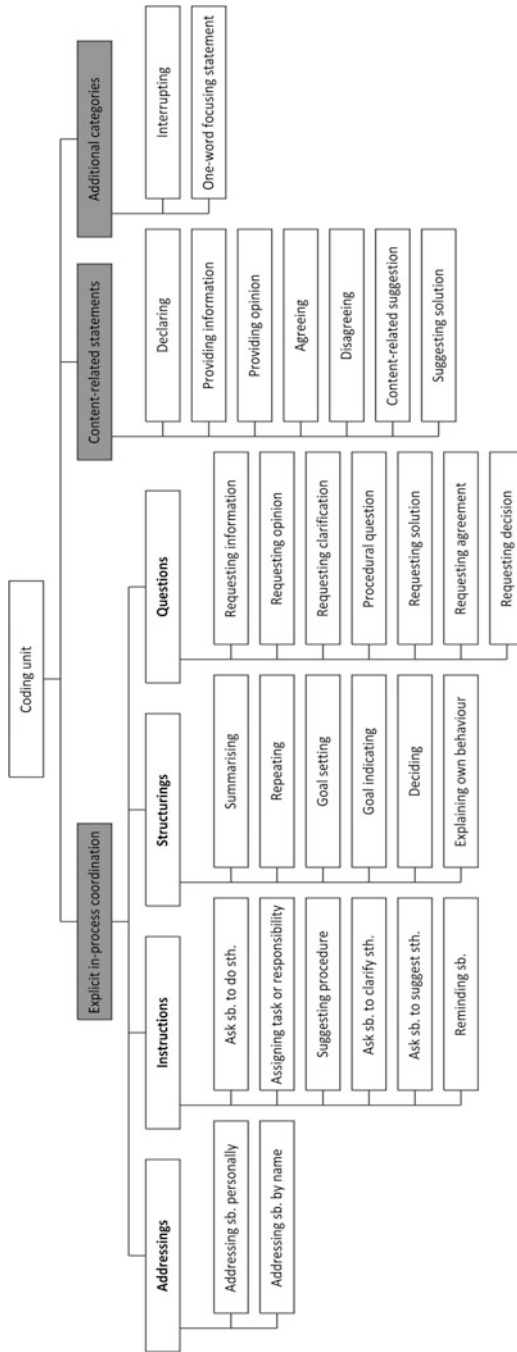 Coding unit
Explicit in-process coordination
Content-related statements
Additional categories
Addressings
Instructions
Structurings
Questions
Addressing sb. personally
Addressing sb. by name
Ask sb. to do sth.
Assigning task or responsibility
Suggesting procedure
Ask sb. to clarify sth.
Ask sb. to suggest sth.
Reminding sb.
Summarising
Repeating
Goal setting
Goal indicating
Deciding
Explaining own behaviour
Requesting information
Requesting opinion
Requesting clarification
Procedural question
Requesting solution
Requesting agreement
Requesting decision
Declaring
Providing information
Providing opinion
Agreeing
Disagreeing
Content-related suggestion
Suggesting solution
Interrupting
One-word focusing statement